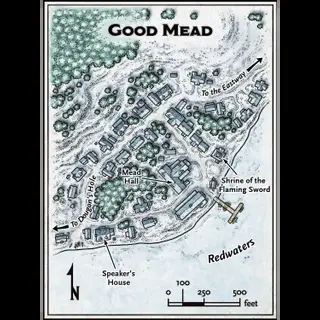 GOOD MEAD
To the Eastway
Mead
Hall
Shrine of the
Flaming Sword
To Dougan's Hole
Redwaters
Speaker's
House
N
0 100 250 500
feet